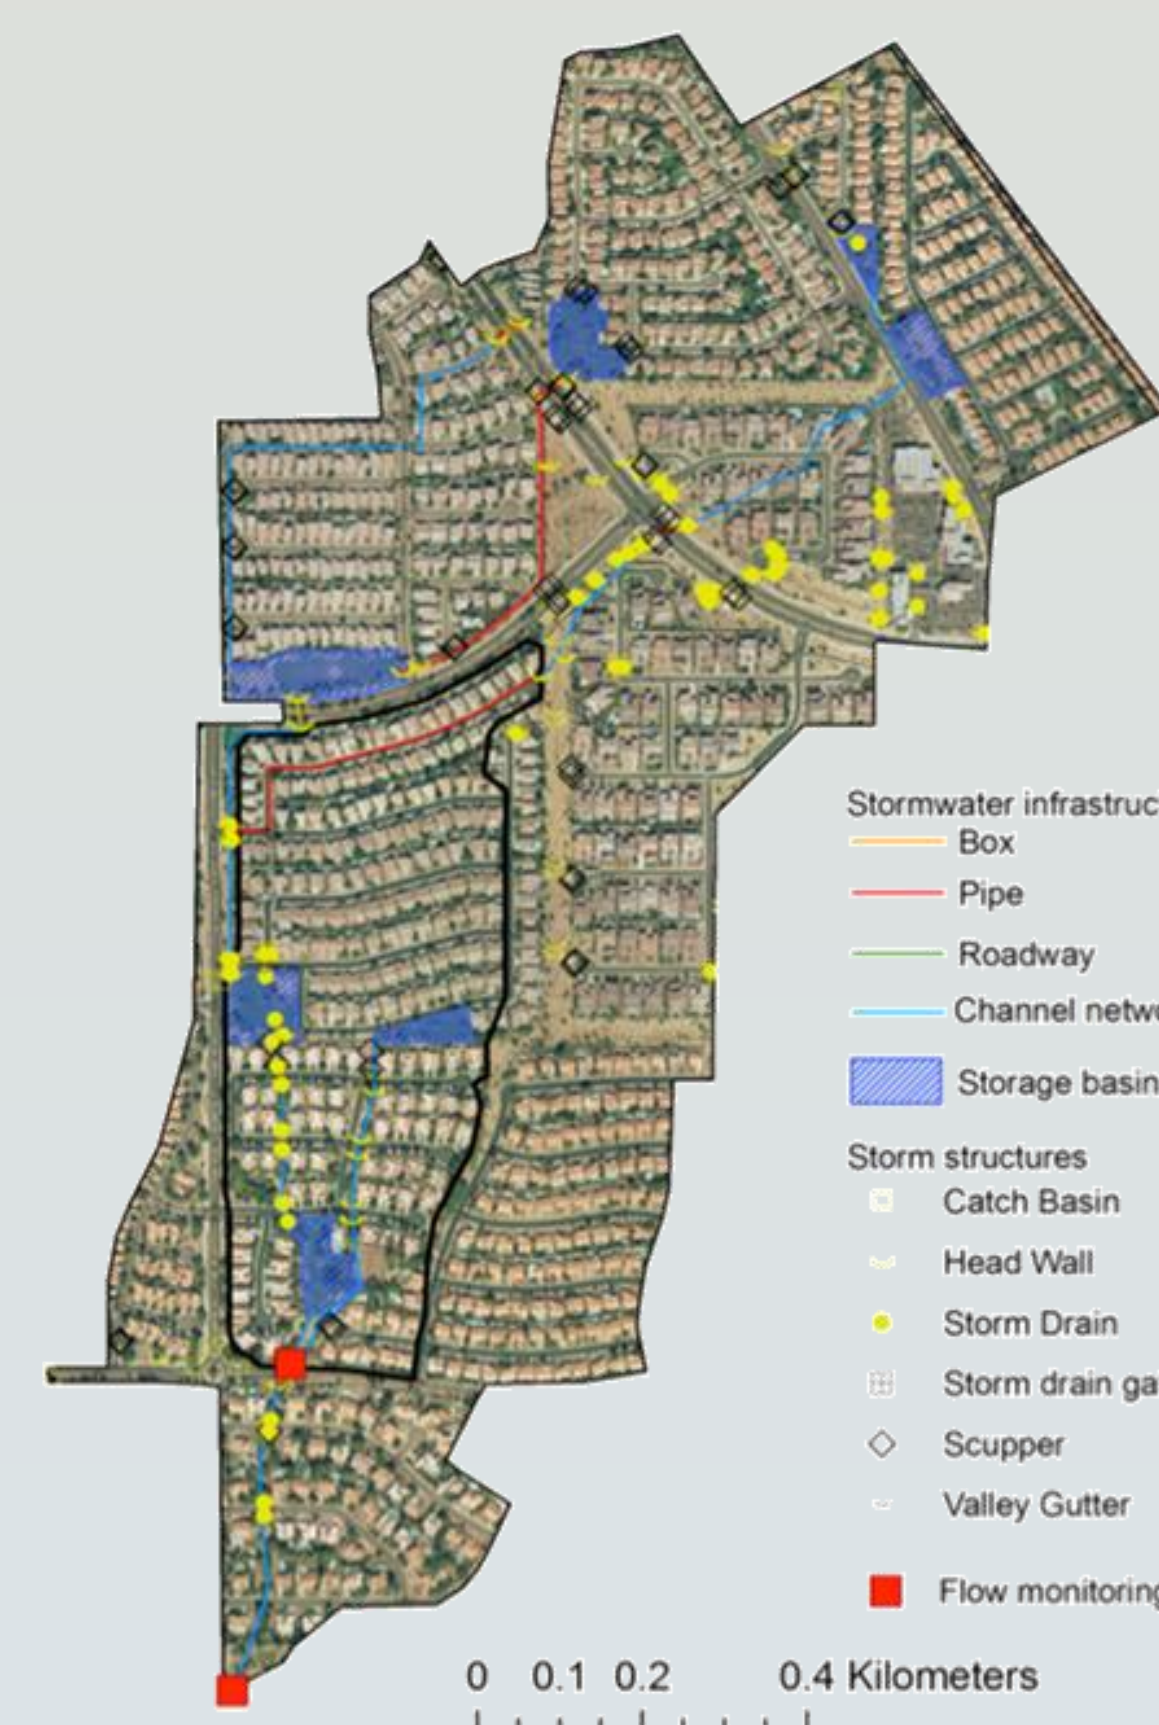 Stormwater infrastruc
Box
Pipe
Roadway
Channel netwo
Storage basin
Storm structures
Catch Basin
Head Wall
Storm Drain
Storm drain ga
Scupper
Valley Gutter
Flow monitoring
0 0.1 0.2 0.4 Kilometers